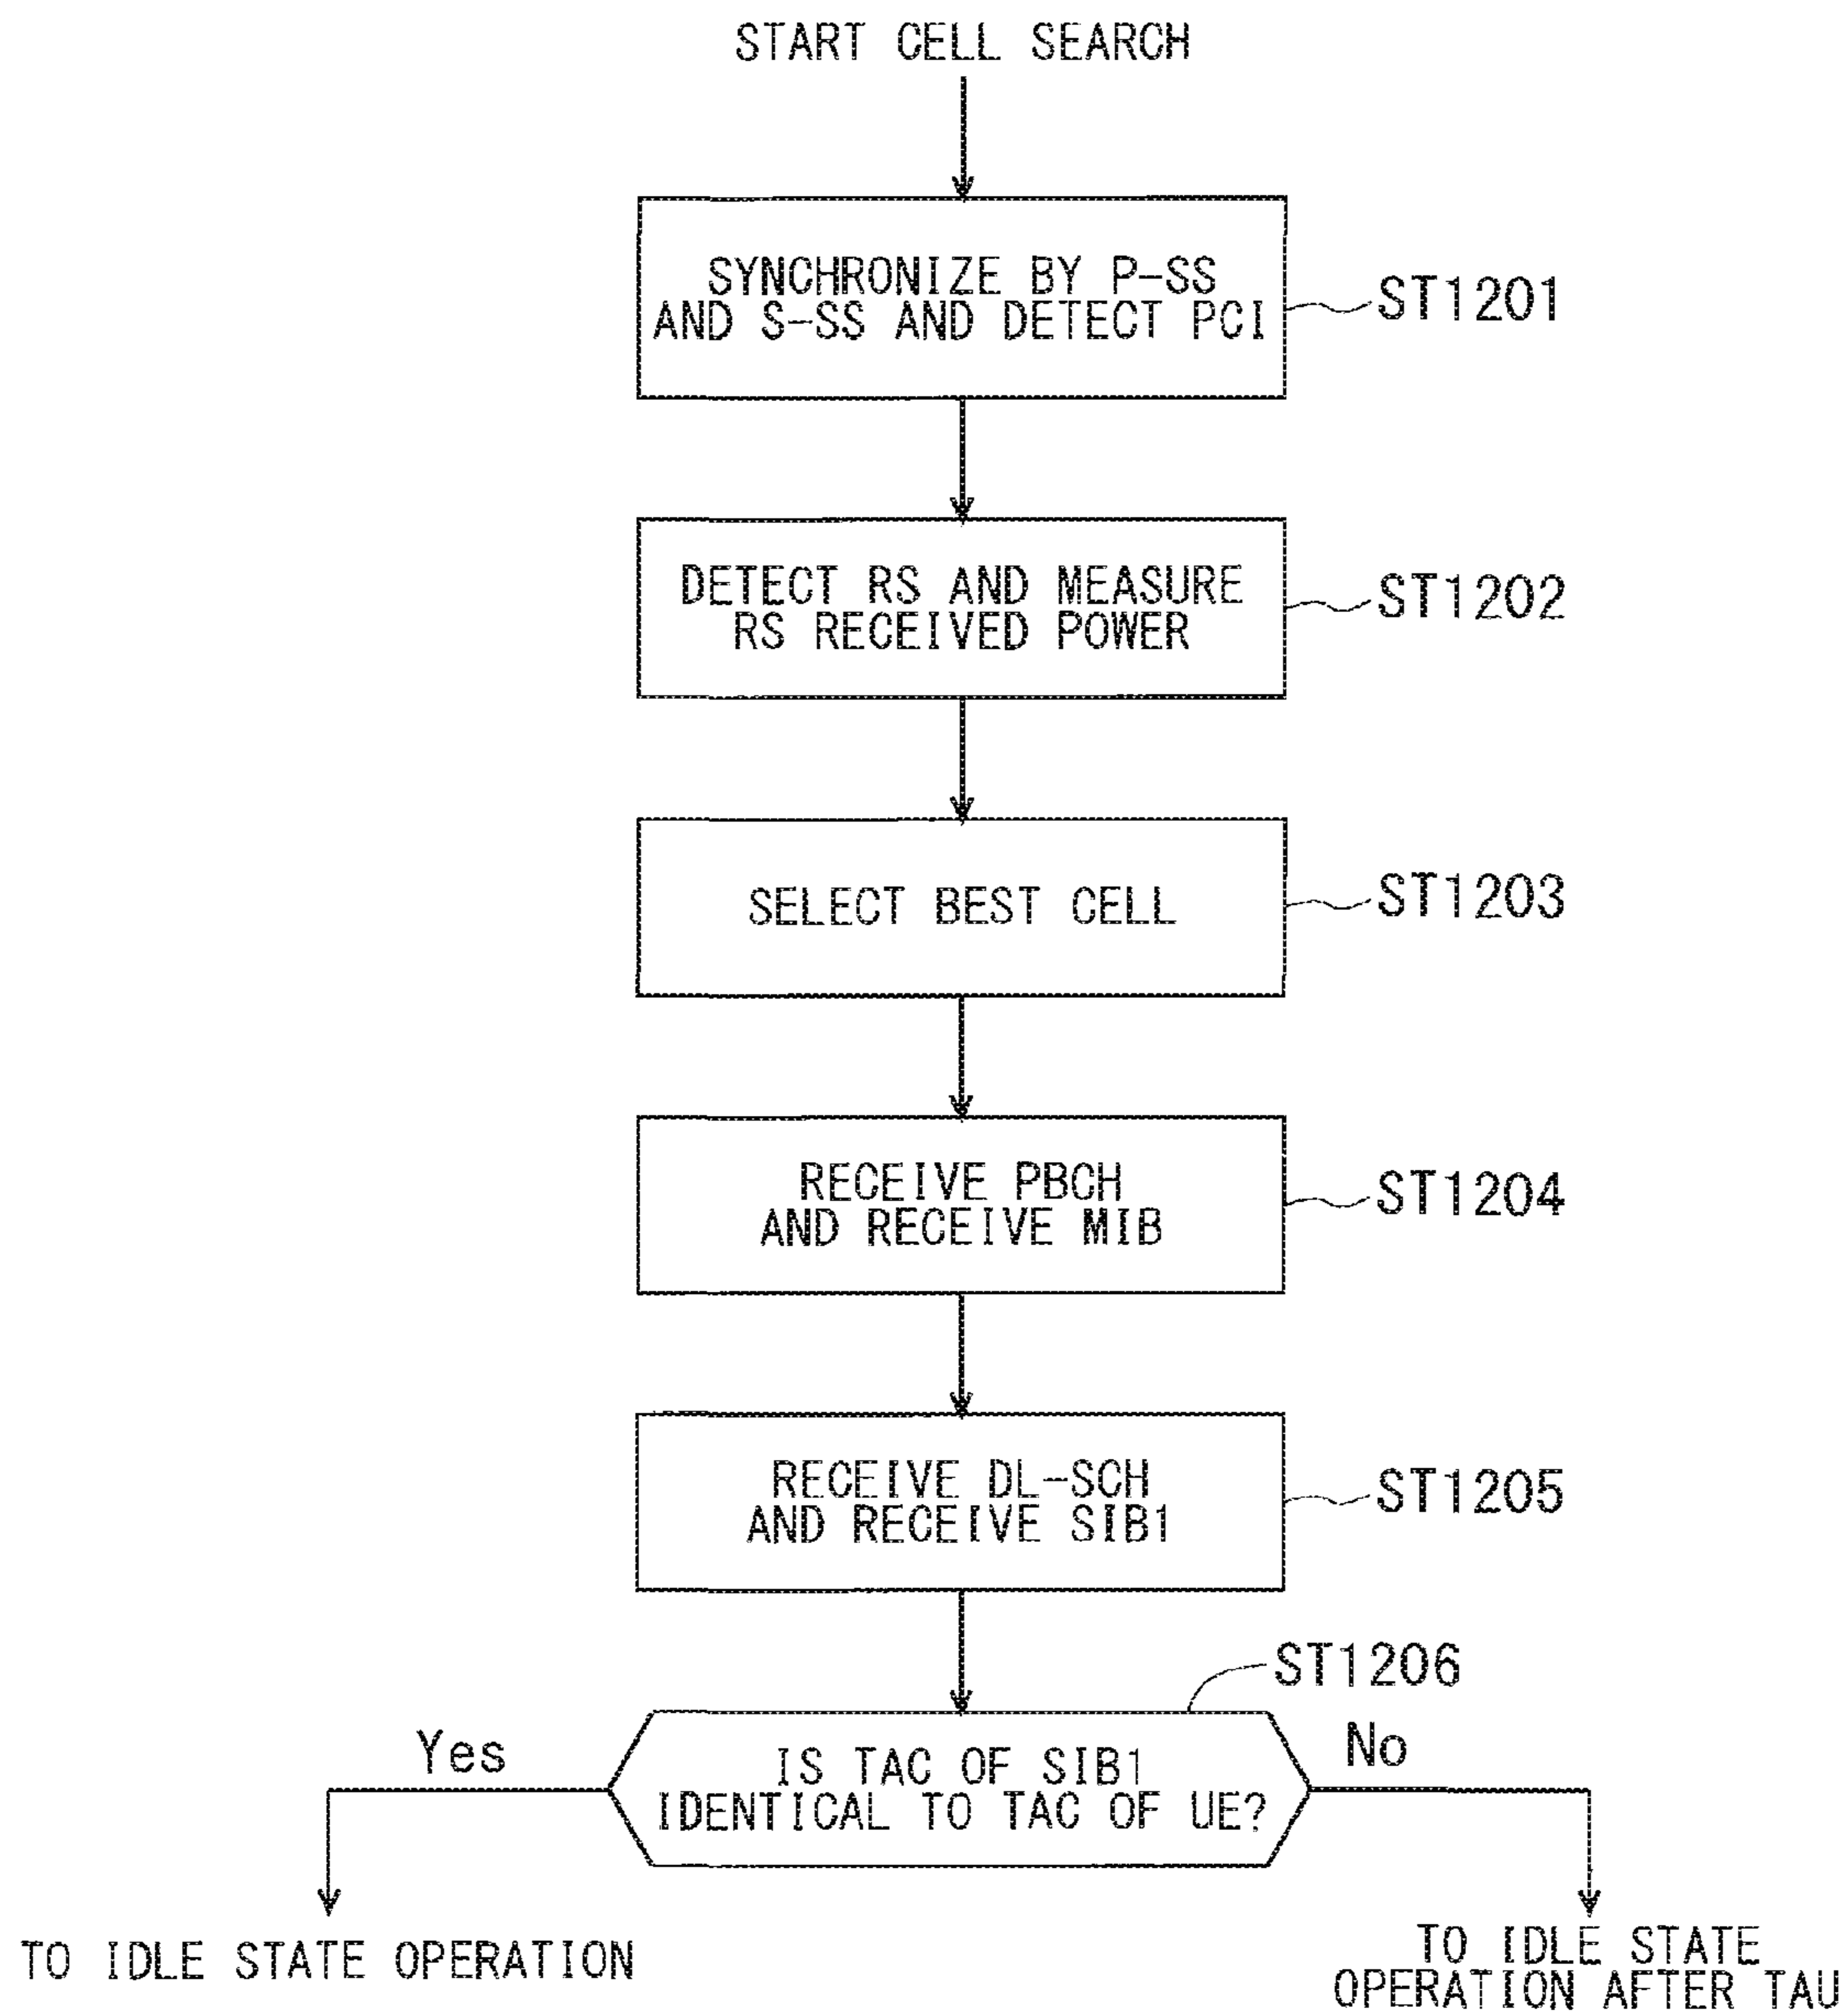 START CELL SEARCH
SYNCHRONIZE BY P-SS
AND S-SS AND DETECT PCI
ST1201
DETECT RS AND MEASURE
RS RECEIVED POWER
ST1202
SELECT BEST CELL
ST1203
RECEIVE PBCH
AND RECEIVE MIB
ST1204
RECEIVE DL-SCH
AND RECEIVE SIB1
ST1205
ST1206
Yes
IS TAC OF SIB1
IDENTICAL TO TAC OF UE?
No
TO IDLE STATE OPERATION
TO IDLE STATE
OPERATION AFTER TAU